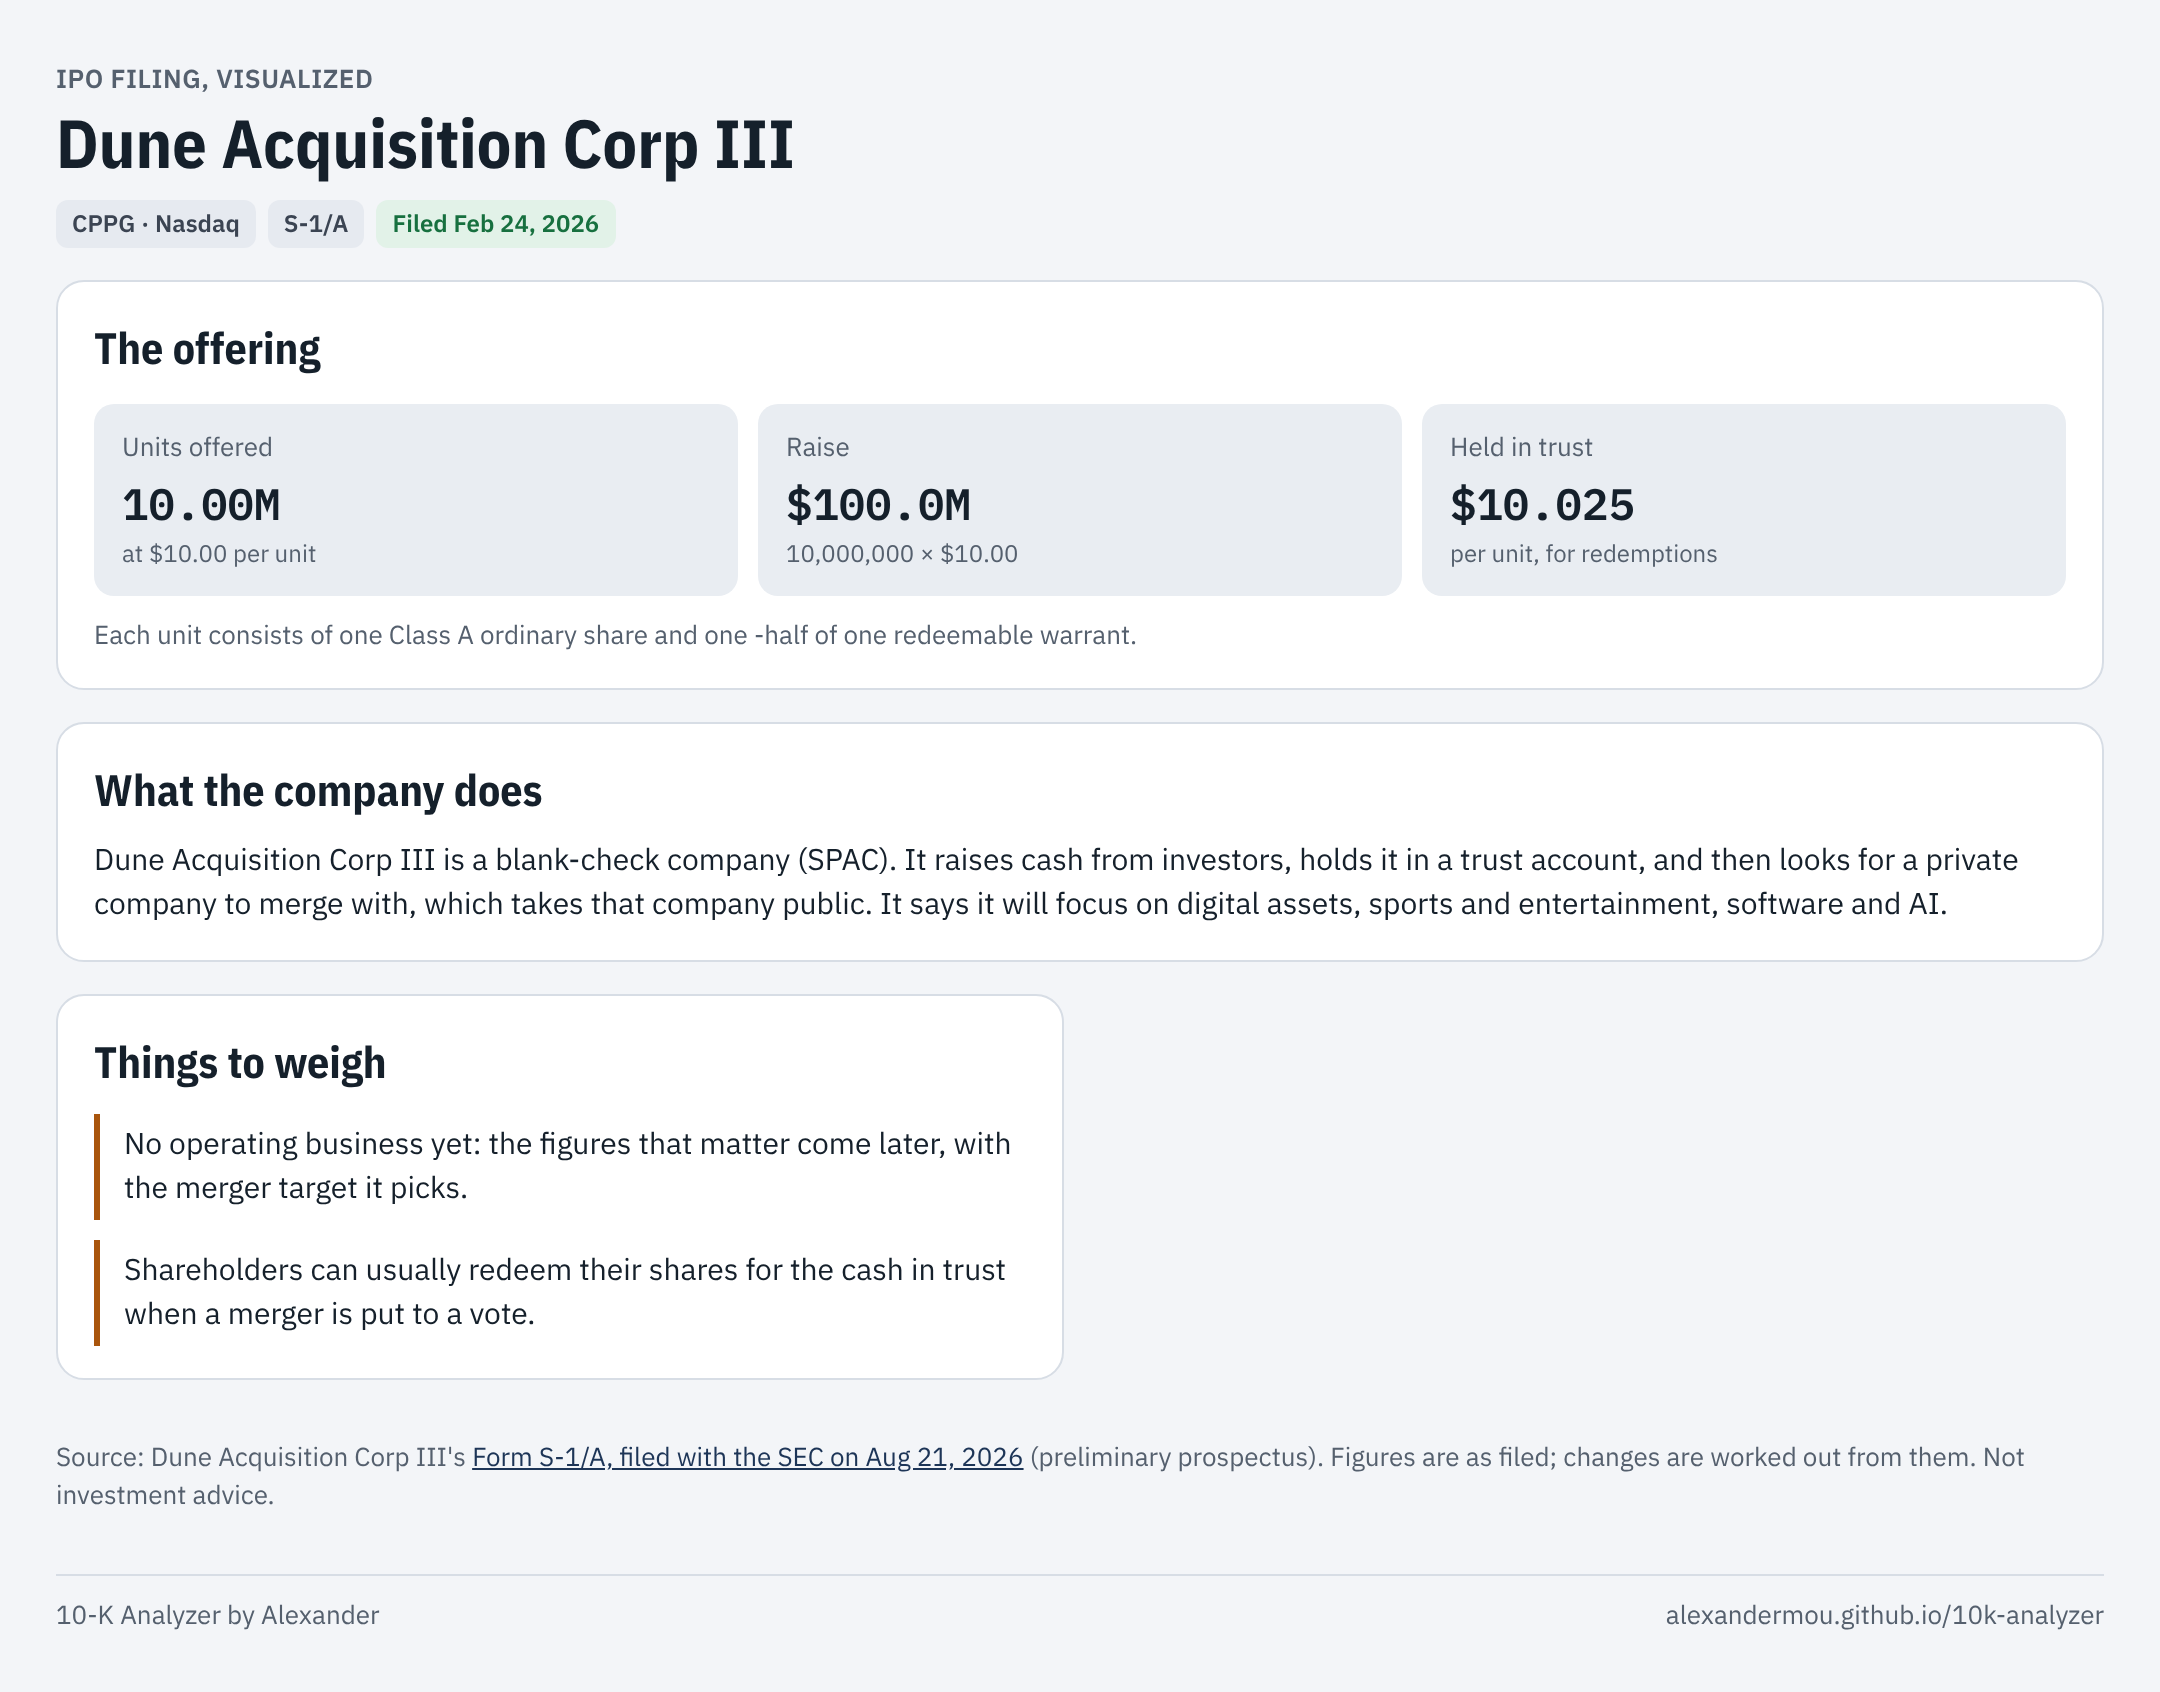 IPO FILING, VISUALIZED
Dune Acquisition Corp III
CPPG · Nasdaq S-1/A Filed Feb 24, 2026
The offering
Units offered
10.00M
at $10.00 per unit
Raise
$100.0M
10,000,000 × $10.00
Held in trust
$10.025
per unit, for redemptions
Each unit consists of one Class A ordinary share and one -half of one redeemable warrant.
What the company does
Dune Acquisition Corp III is a blank-check company (SPAC). It raises cash from investors, holds it in a trust account, and then looks for a private
company to merge with, which takes that company public. It says it will focus on digital assets, sports and entertainment, software and AI.
Things to weigh
No operating business yet: the figures that matter come later, with
the merger target it picks.
Shareholders can usually redeem their shares for the cash in trust
when a merger is put to a vote.
Source: Dune Acquisition Corp III's Form S-1/A, filed with the SEC on Aug 21, 2026 (preliminary prospectus). Figures are as filed; changes are worked out from them. Not
investment advice.
10-K Analyzer by Alexander
alexandermou.github.io/10k-analyzer